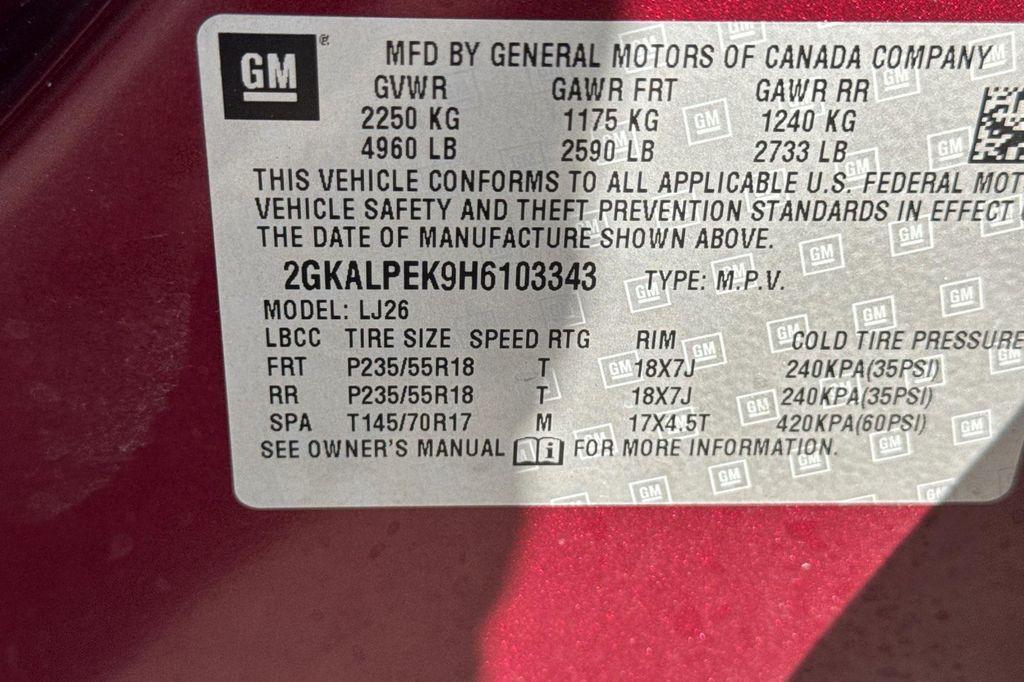 GM
MFD BY GENERAL MOTORS OF CANADA COMPANY
GVWR GAWR FRT GAWR RR
2250 KG 1175 KG 1240 KG
4960 LB 2590 LB 2733 LB
THIS VEHICLE CONFORMS TO ALL APPLICABLE U.S. FEDERAL MOT
VEHICLE SAFETY AND THEFT PREVENTION STANDARDS IN EFFECT
THE DATE OF MANUFACTURE SHOWN ABOVE.
2GKALPEK9H6103343 TYPE: M.P.V.
MODEL: LJ26
LBCC TIRE SIZE SPEED RTG RIM COLD TIRE PRESSURE
FRT P235/55R18 T 18X7J 240KPA(35PSI)
RR P235/55R18 T 18X7J 240KPA(35PSI)
SPA T145/70R17 M 17X4.5T 420KPA(60PSI)
SEE OWNER'S MANUAL i FOR MORE INFORMATION.